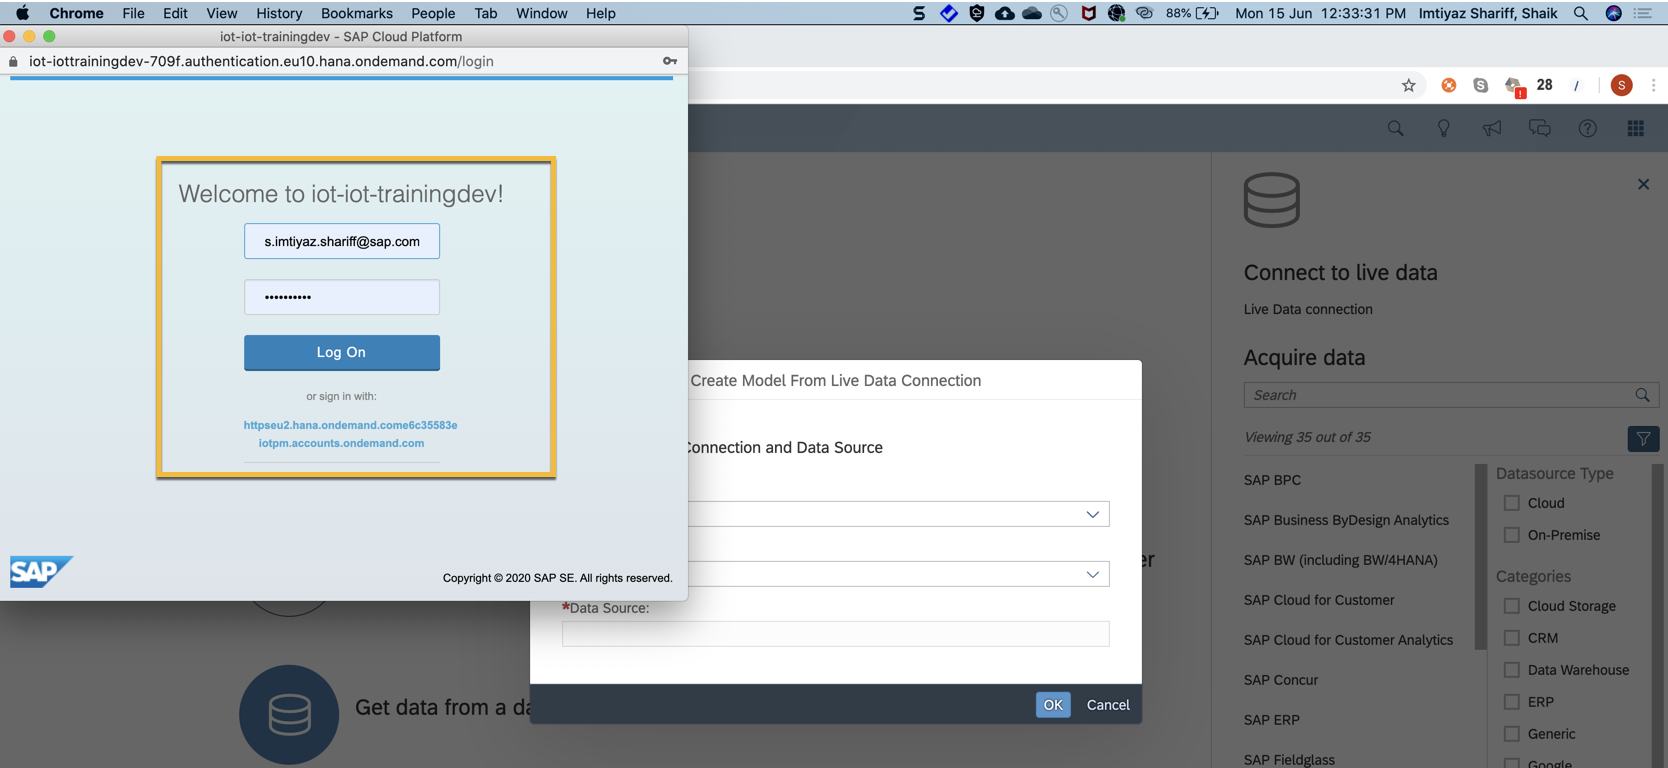 Chrome File Edit View History Bookmarks People Tab Window Help
88% Mon 15 Jun 12:33:31 PM Imtiyaz Shariff, Shaik
iot-iot-trainingdev - SAP Cloud Platform
iot-iottrainingdev-709f.authentication.eu10.hana.ondemand.com/login
28
S
Welcome to iot-iot-trainingdev!
s.imtiyaz.shariff@sap.com
••••••••••
Log On
or sign in with:
httpseu2.hana.ondemand.come6c35583e
iotpm.accounts.ondemand.com
SAP
Copyright © 2020 SAP SE. All rights reserved.
Create Model From Live Data Connection
Connection and Data Source
*Data Source:
OK
Cancel
Get data from a da
er
Connect to live data
Live Data connection
Acquire data
Search
Viewing 35 out of 35
SAP BPC
SAP Business ByDesign Analytics
SAP BW (including BW/4HANA)
SAP Cloud for Customer
SAP Cloud for Customer Analytics
SAP Concur
SAP ERP
SAP Fieldglass
Datasource Type
Cloud
On-Premise
Categories
Cloud Storage
CRM
Data Warehouse
ERP
Generic
Google